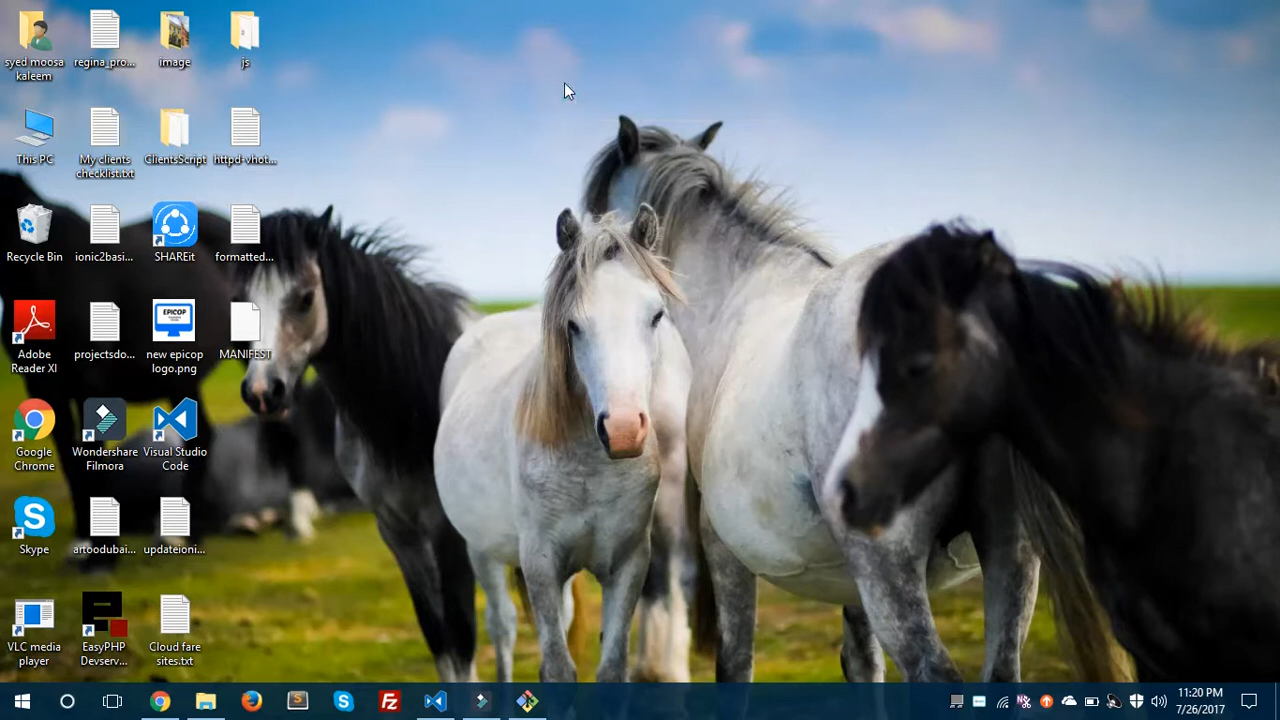 syed moosa
kaleem
regina_pro...
image
js
This PC
My clients
checklist.txt
ClientsScript
httpd-vhot...
Recycle Bin
ionic2basi...
SHAREit
formatted...
Adobe
Reader XI
projectsdo...
EPICOP
new epicop
logo.png
MANIFEST
Google
Chrome
Wondershare
Filmora
Visual Studio
Code
Skype
artoodubai...
updateioni...
VLC media
player
EasyPHP
Devserv...
Cloud fare
sites.txt
11:20 PM
7/26/2017